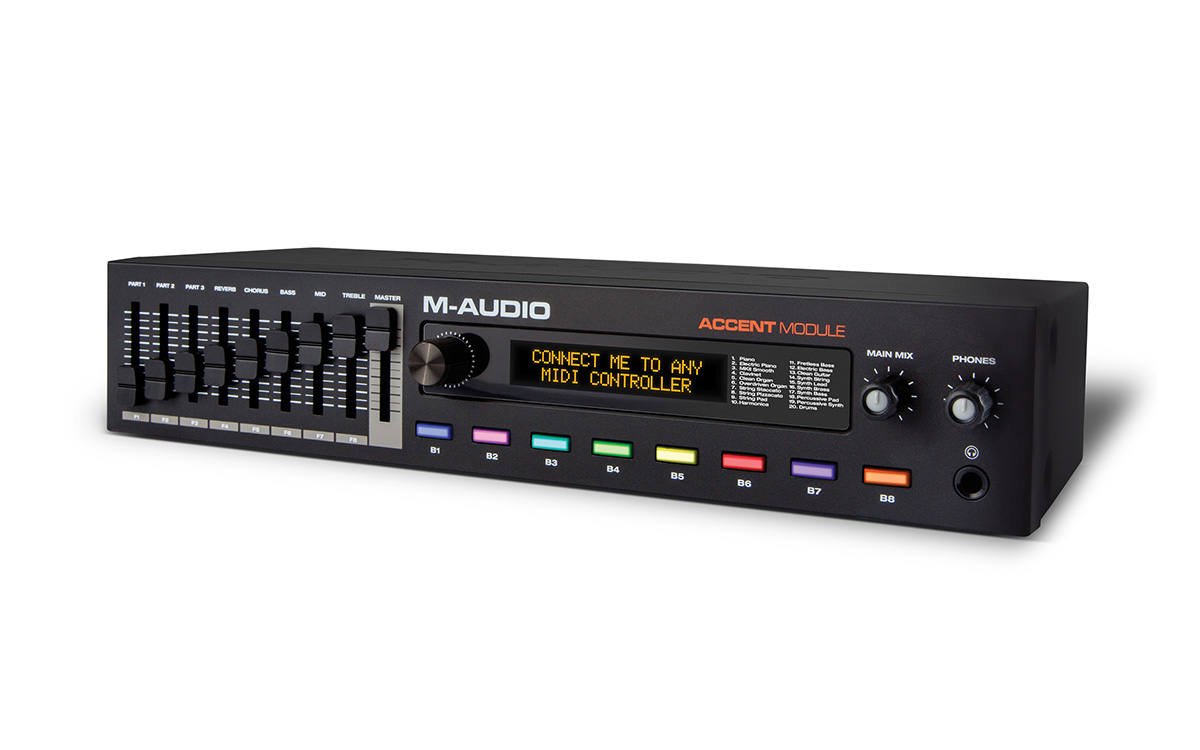 PART 1 PART 2 PART 3 REVERB CHORUS BASS MID TREBLE MASTER
F1 F2 F3 F4 F5 F6 F7 F8
M-AUDIO
ACCENT MODULE
CONNECT ME TO ANY
MIDI CONTROLLER
1. Piano
2. Electric Piano
3. MKII Smooth
4. Clavinet
5. Clean Organ
6. Overdriven Organ
7. String Staccato
8. String Pizzacato
9. String Pad
10. Harmonica
11. Fretless Bass
12. Electric Bass
13. Clean Guitar
14. Synth String
15. Synth Lead
16. Synth Brass
17. Synth Bass
18. Percussive Pad
19. Percussive Synth
20. Drums
MAIN MIX
PHONES
B1 B2 B3 B4 B5 B6 B7 B8